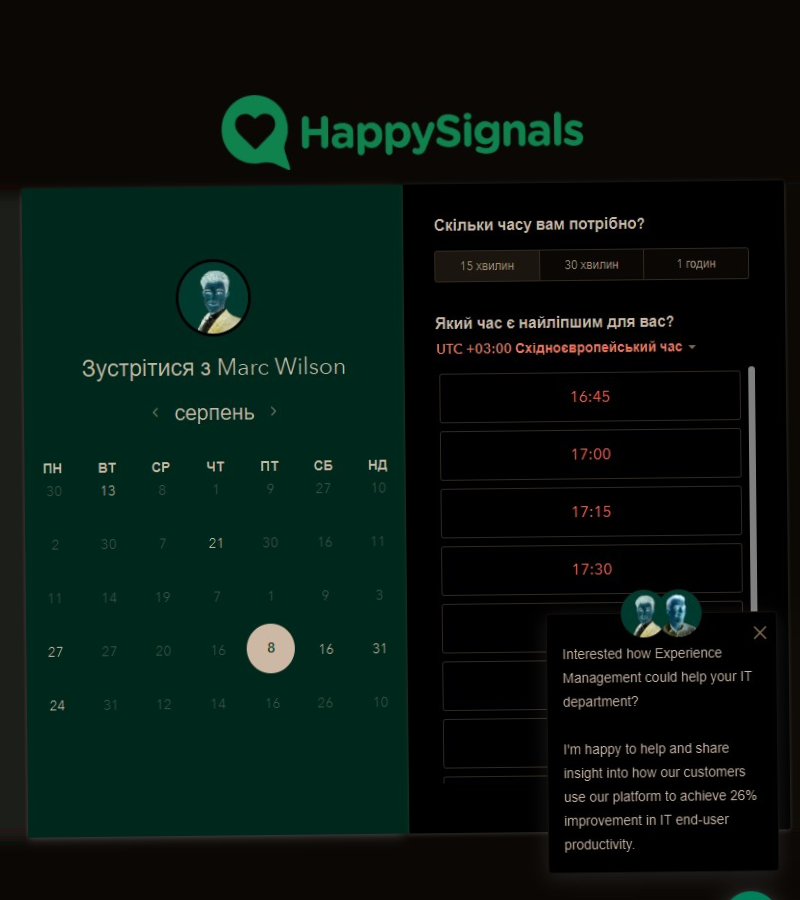 HappySignals
Зустрітися з Marc Wilson
серпень
ПН ВТ СР ЧТ ПТ СБ НД
30 13 8 1 9 27 10
2 30 7 21 30 16 11
11 14 19 7 1 9 3
27 27 20 16 8 16 31
24 31 12 14 16 26 10
Скільки часу вам потрібно?
15 хвилин 30 хвилин 1 годин
Який час є найліпшим для вас?
UTC +03:00 Східноєвропейський час
16:45
17:00
17:15
17:30
Interested how Experience
Management could help your IT
department?
I'm happy to help and share
insight into how our customers
use our platform to achieve 26%
improvement in IT end-user
productivity.